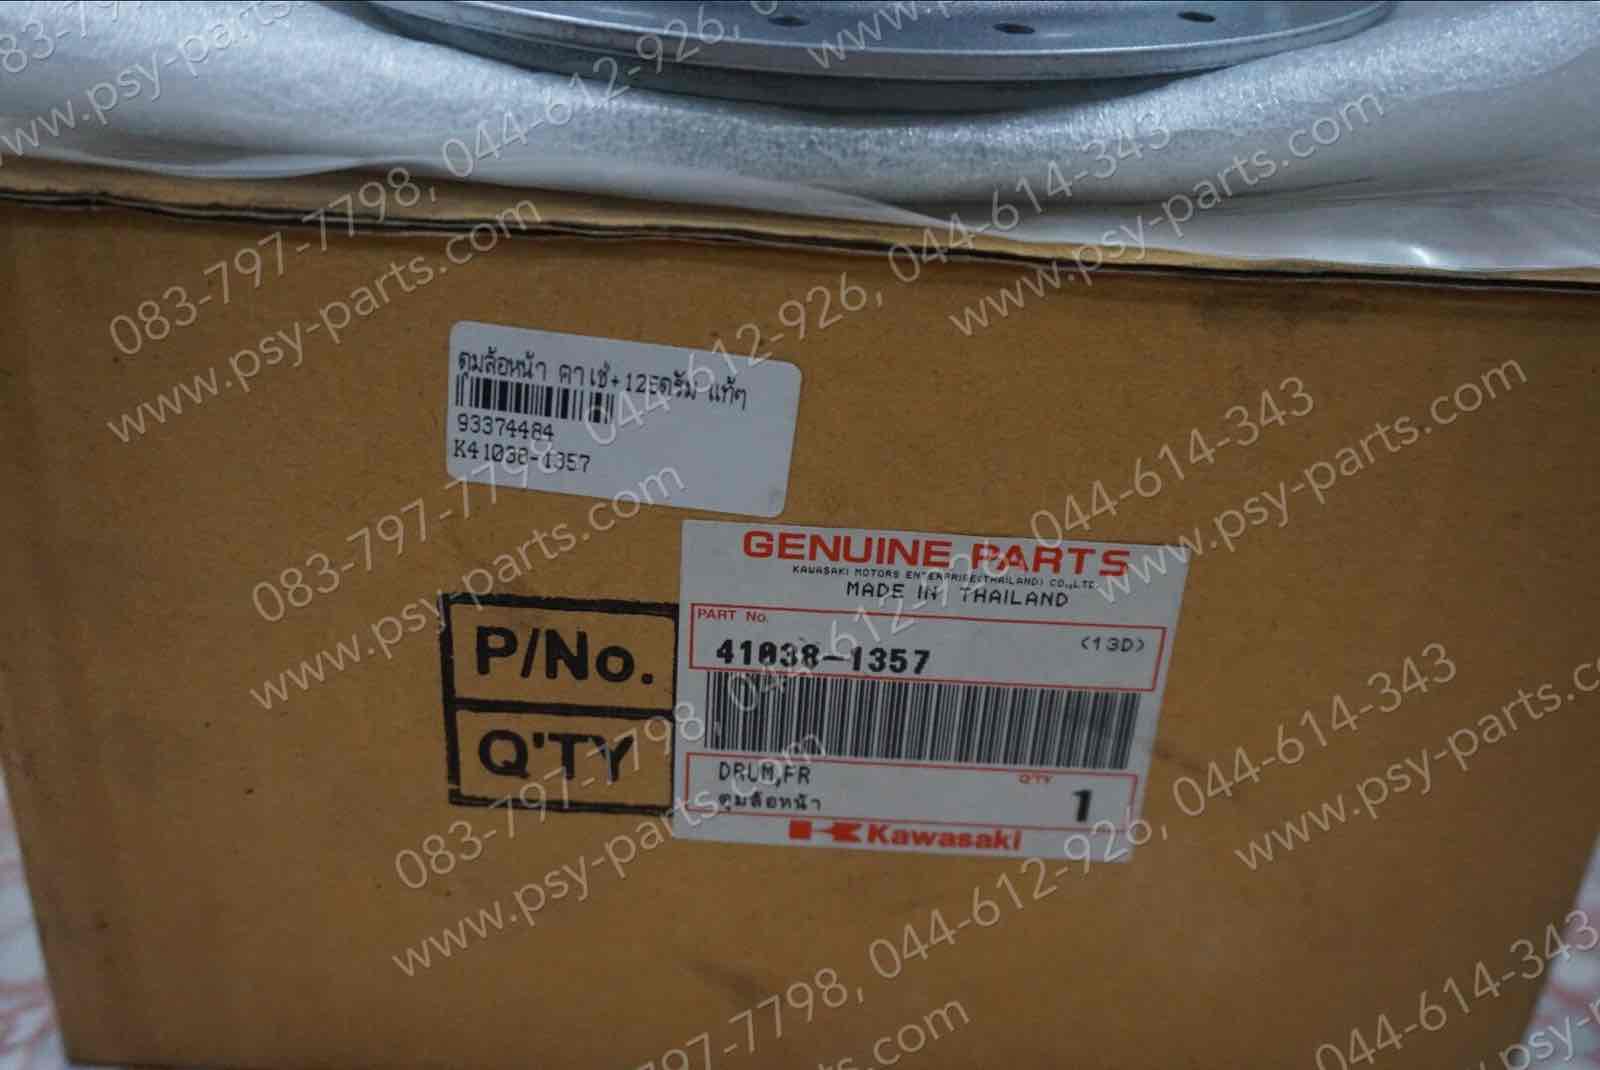 ดุมล้อหน้า คาเซ่+125ดรัม แท้ๆ
93374484
K41038-1357
GENUINE PARTS
KAWASAKI MOTORS ENTERPRISE(THAILAND) CO.,LTD.
MADE IN THAILAND
PART No.
41038-1357 (13D)
P/No.
Q'TY
DRUM,FR Q'TY
ดุมล้อหน้า 1
Kawasaki
083-797-7798, 044-612-926, 044-614-343
www.psy-parts.com